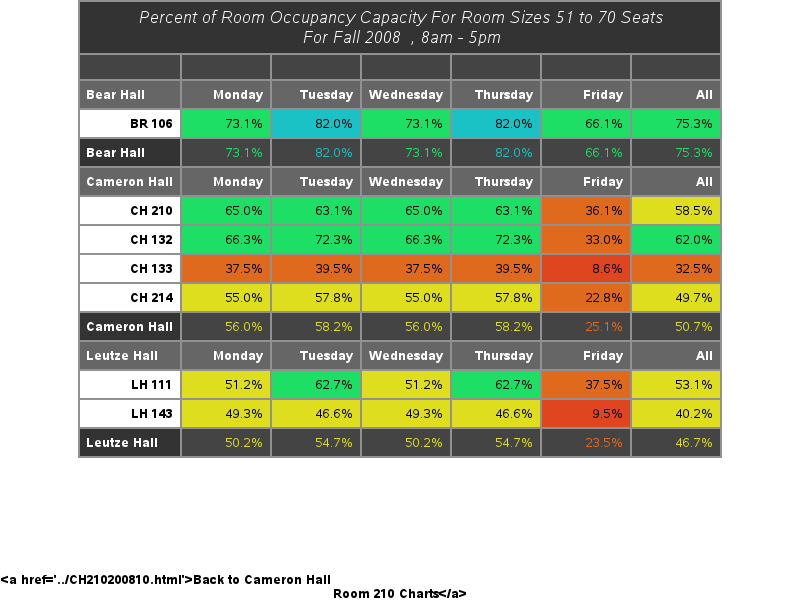 Percent of Room Occupancy Capacity For Room Sizes 51 to 70 Seats
For Fall 2008 , 8am - 5pm
Bear Hall Monday Tuesday Wednesday Thursday Friday All
BR 106 73.1% 82.0% 73.1% 82.0% 66.1% 75.3%
Bear Hall 73.1% 82.0% 73.1% 82.0% 66.1% 75.3%
Cameron Hall Monday Tuesday Wednesday Thursday Friday All
CH 210 65.0% 63.1% 65.0% 63.1% 36.1% 58.5%
CH 132 66.3% 72.3% 66.3% 72.3% 33.0% 62.0%
CH 133 37.5% 39.5% 37.5% 39.5% 8.6% 32.5%
CH 214 55.0% 57.8% 55.0% 57.8% 22.8% 49.7%
Cameron Hall 56.0% 58.2% 56.0% 58.2% 25.1% 50.7%
Leutze Hall Monday Tuesday Wednesday Thursday Friday All
LH 111 51.2% 62.7% 51.2% 62.7% 37.5% 53.1%
LH 143 49.3% 46.6% 49.3% 46.6% 9.5% 40.2%
Leutze Hall 50.2% 54.7% 50.2% 54.7% 23.5% 46.7%
<a href='../CH210200810.html'>Back to Cameron Hall
Room 210 Charts</a>